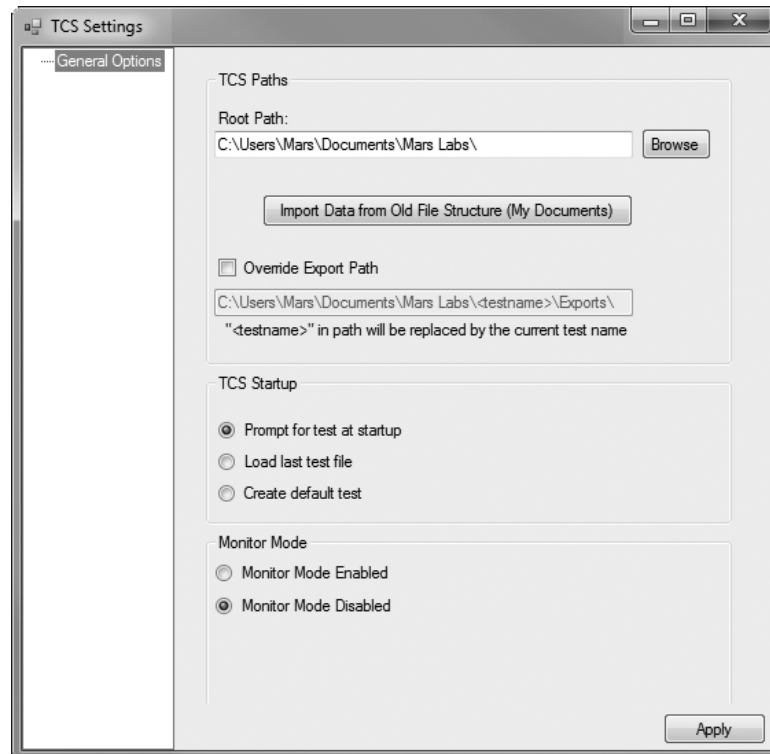 TCS Settings
General Options
TCS Paths
Root Path:
C:\Users\Mars\Documents\Mars Labs\
Browse
Import Data from Old File Structure (My Documents)
Override Export Path
C:\Users\Mars\Documents\Mars Labs\<testname>\Exports\
"<testname>" in path will be replaced by the current test name
TCS Startup
Prompt for test at startup
Load last test file
Create default test
Monitor Mode
Monitor Mode Enabled
Monitor Mode Disabled
Apply